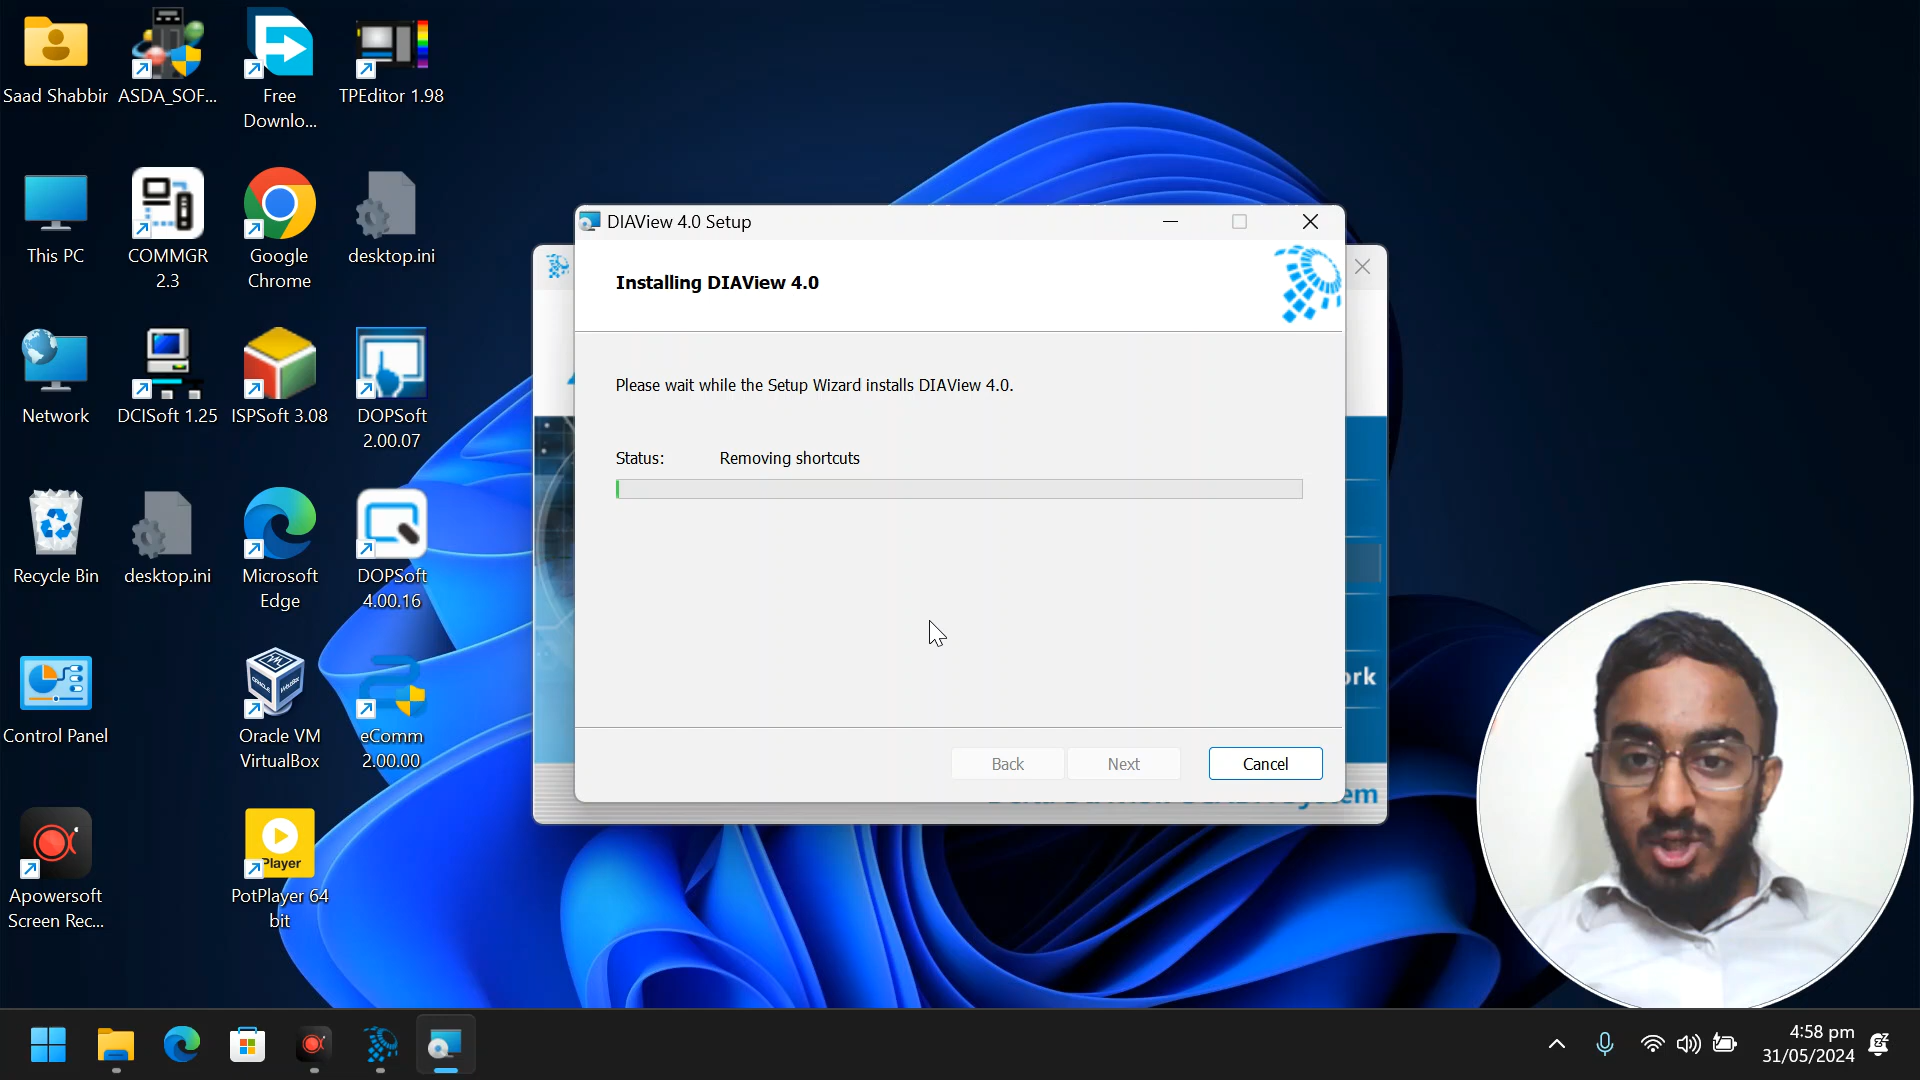 Saad Shabbir
ASDA_SOF...
Free
Downlo...
TPEditor 1.98
This PC
COMMGR
2.3
Google
Chrome
desktop.ini
Network
DCISoft 1.25
ISPSoft 3.08
DOPSoft
2.00.07
Recycle Bin
desktop.ini
Microsoft
Edge
DOPSoft
4.00.16
Control Panel
Oracle VM
VirtualBox
eComm
2.00.00
Apowersoft
Screen Rec...
Player
PotPlayer 64
bit
DIAView 4.0 Setup
Installing DIAView 4.0
Please wait while the Setup Wizard installs DIAView 4.0.
Status: Removing shortcuts
Back
Next
Cancel
ork
4:58 pm
31/05/2024